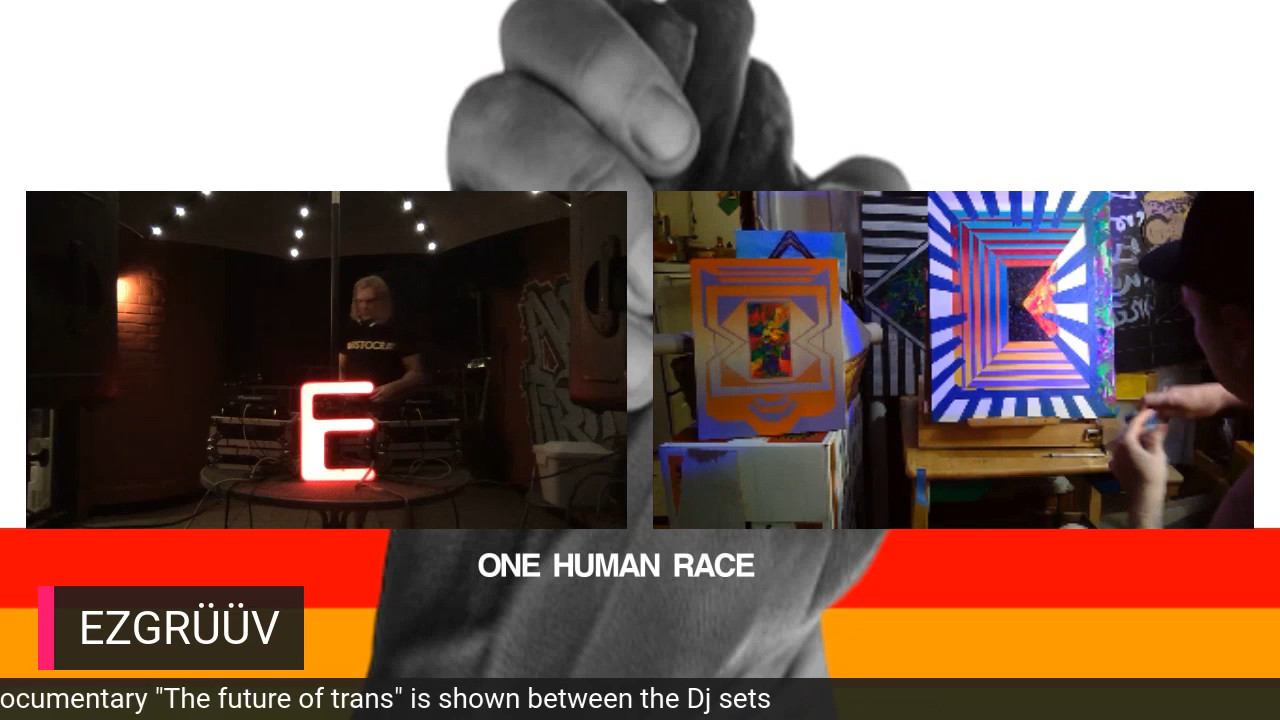 E
ONE HUMAN RACE
EZGRÜÜV
ocumentary "The future of trans" is shown between the Dj sets